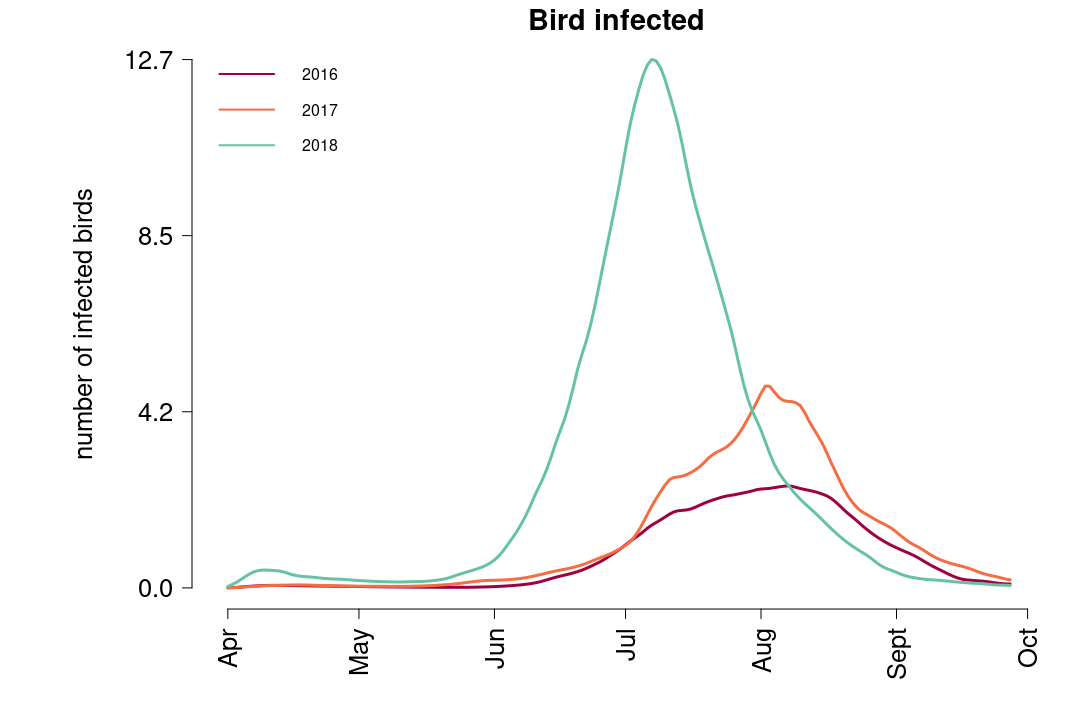 Bird infected
12.7
8.5
4.2
0.0
number of infected birds
2016
2017
2018
Apr
May
Jun
Jul
Aug
Sept
Oct